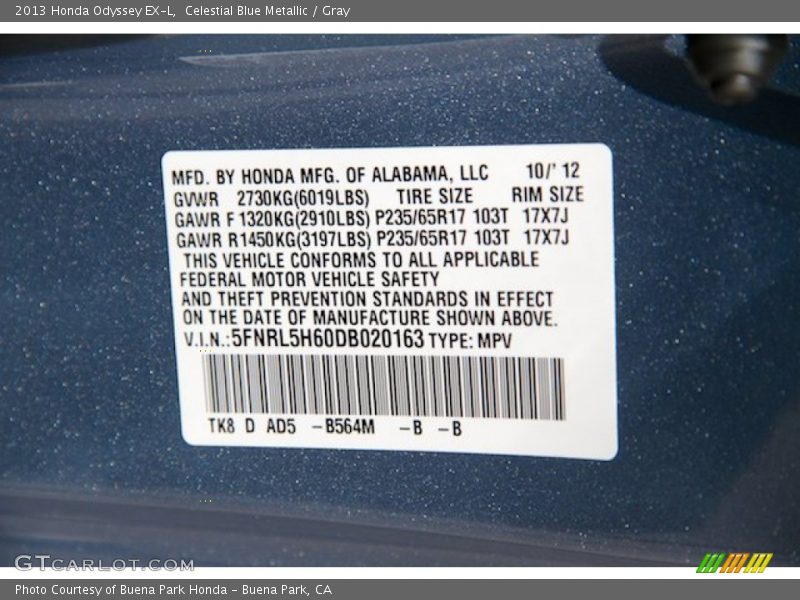 2013 Honda Odyssey EX-L, Celestial Blue Metallic / Gray
MFD. BY HONDA MFG. OF ALABAMA, LLC 10/' 12
GVWR 2730KG(6019LBS) TIRE SIZE RIM SIZE
GAWR F 1320KG(2910LBS) P235/65R17 103T 17X7J
GAWR R1450KG(3197LBS) P235/65R17 103T 17X7J
THIS VEHICLE CONFORMS TO ALL APPLICABLE
FEDERAL MOTOR VEHICLE SAFETY
AND THEFT PREVENTION STANDARDS IN EFFECT
ON THE DATE OF MANUFACTURE SHOWN ABOVE.
V.I.N.:5FNRL5H60DB020163 TYPE: MPV
TK8 D AD5 -B564M -B -B
GTCARLOT.COM
Photo Courtesy of Buena Park Honda - Buena Park, CA